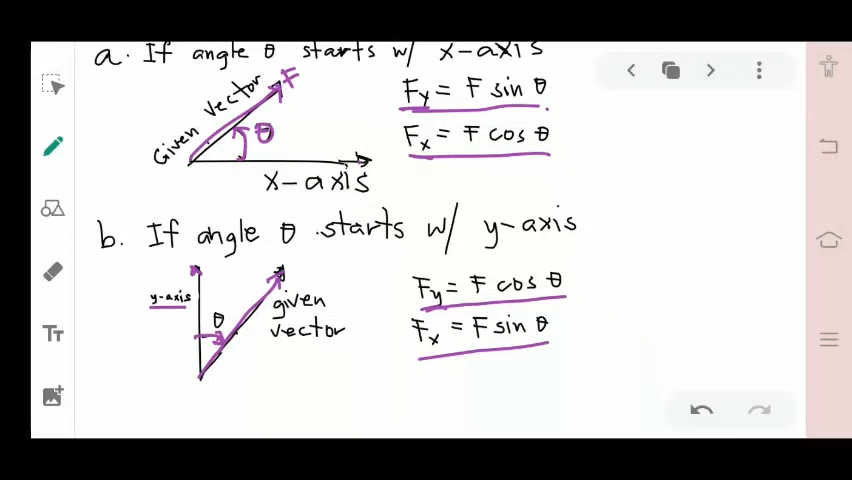 a. If angle θ starts w/ x-axis
Given vector F
θ
x-axis
Fy = F sin θ
Fx = F cos θ
b. If angle θ starts w/ y-axis
y-axis
θ
given
vector
Fy = F cos θ
Fx = F sin θ
Tт